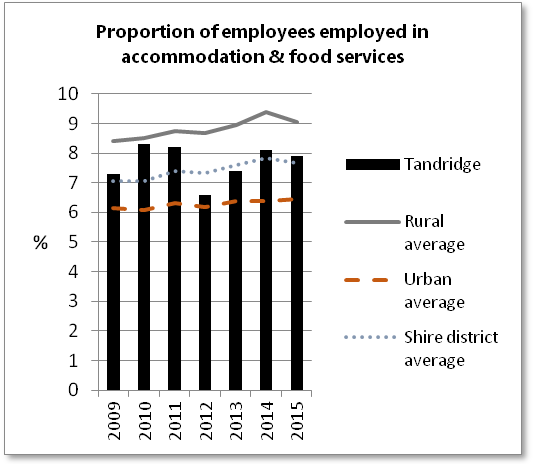 Proportion of employees employed in
accommodation & food services
10
9
8
7
6
5
4
3
2
1
0
%
2009
2010
2011
2012
2013
2014
2015
Tandridge
Rural
average
Urban
average
Shire district
average